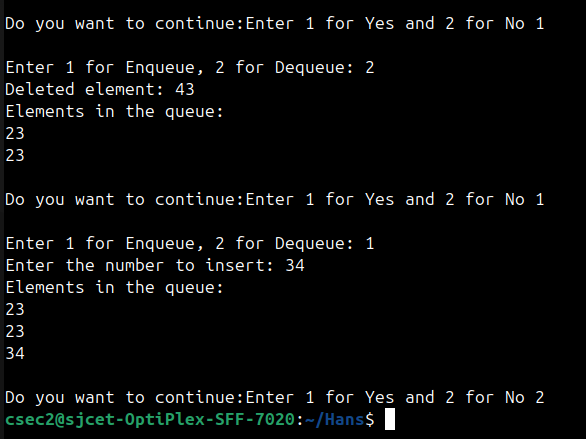 Do you want to continue:Enter 1 for Yes and 2 for No 1
Enter 1 for Enqueue, 2 for Dequeue: 2
Deleted element: 43
Elements in the queue:
23
23
Do you want to continue:Enter 1 for Yes and 2 for No 1
Enter 1 for Enqueue, 2 for Dequeue: 1
Enter the number to insert: 34
Elements in the queue:
23
23
34
Do you want to continue:Enter 1 for Yes and 2 for No 2
csec2@sjcet-OptiPlex-SFF-7020:~/Hans$